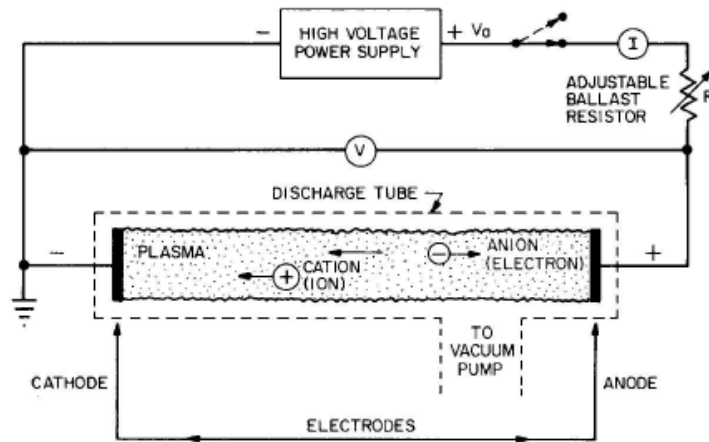 −
HIGH VOLTAGE
POWER SUPPLY
+ Va
I
ADJUSTABLE
BALLAST
RESISTOR
R
V
DISCHARGE TUBE
−
PLASMA
+
CATION
(ION)
−
ANION
(ELECTRON)
+
TO
VACUUM
PUMP
CATHODE
ANODE
ELECTRODES